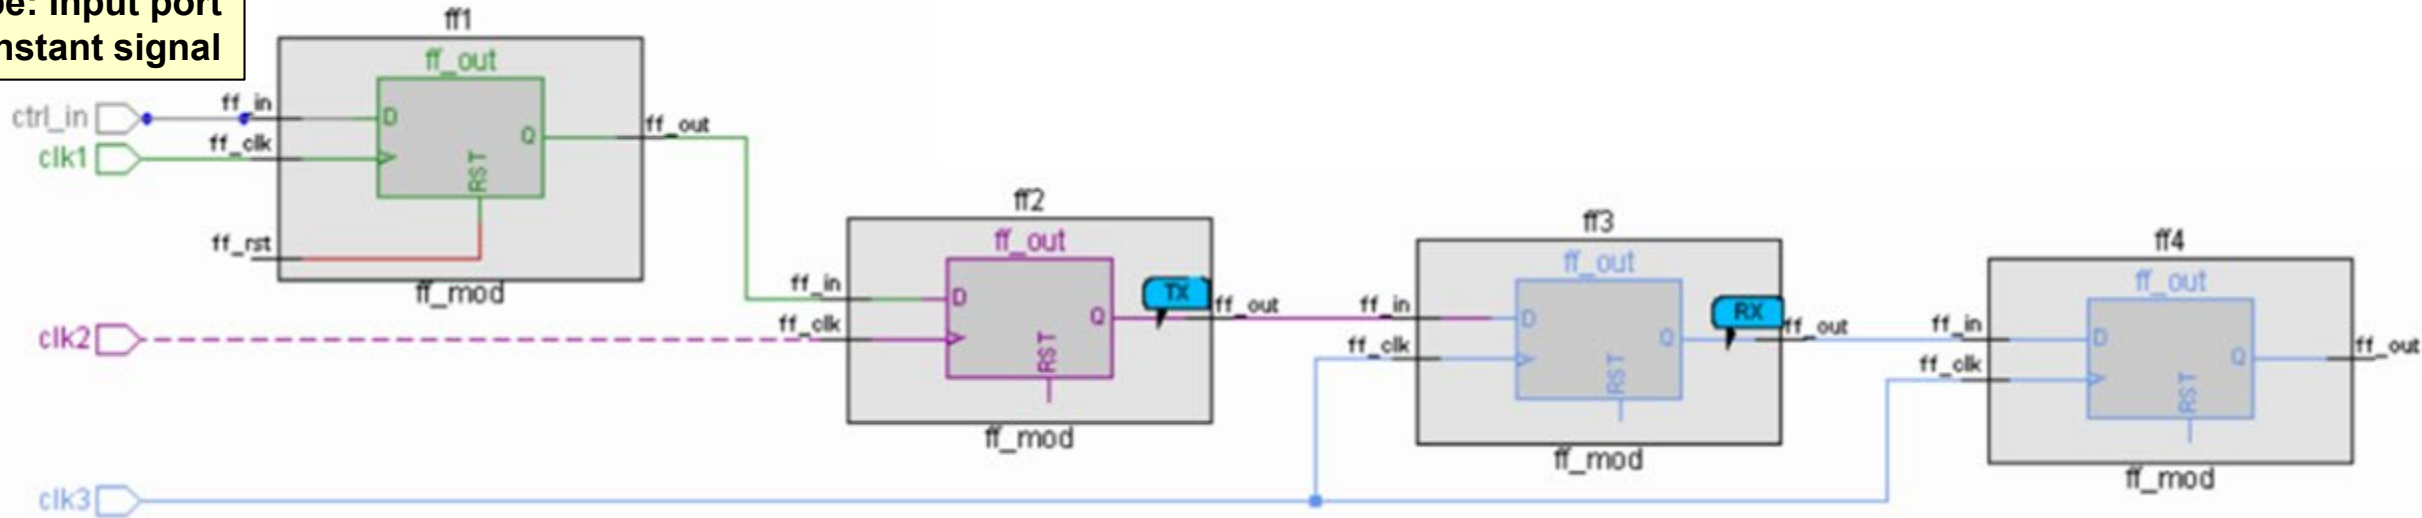 input port
signal
ff1
ff_out
ctrl_in
ff_in
D
Q
ff_out
clk1
ff_clk
RST
ff_rst
ff_mod
ff2
ff_out
ff_in
D
TX
ff_out
Q
clk2
ff_clk
RST
ff_mod
ff3
ff_out
ff_in
D
RX
ff_out
Q
ff_clk
RST
ff_mod
ff4
ff_out
ff_in
D
Q
ff_out
ff_clk
RST
ff_mod
clk3